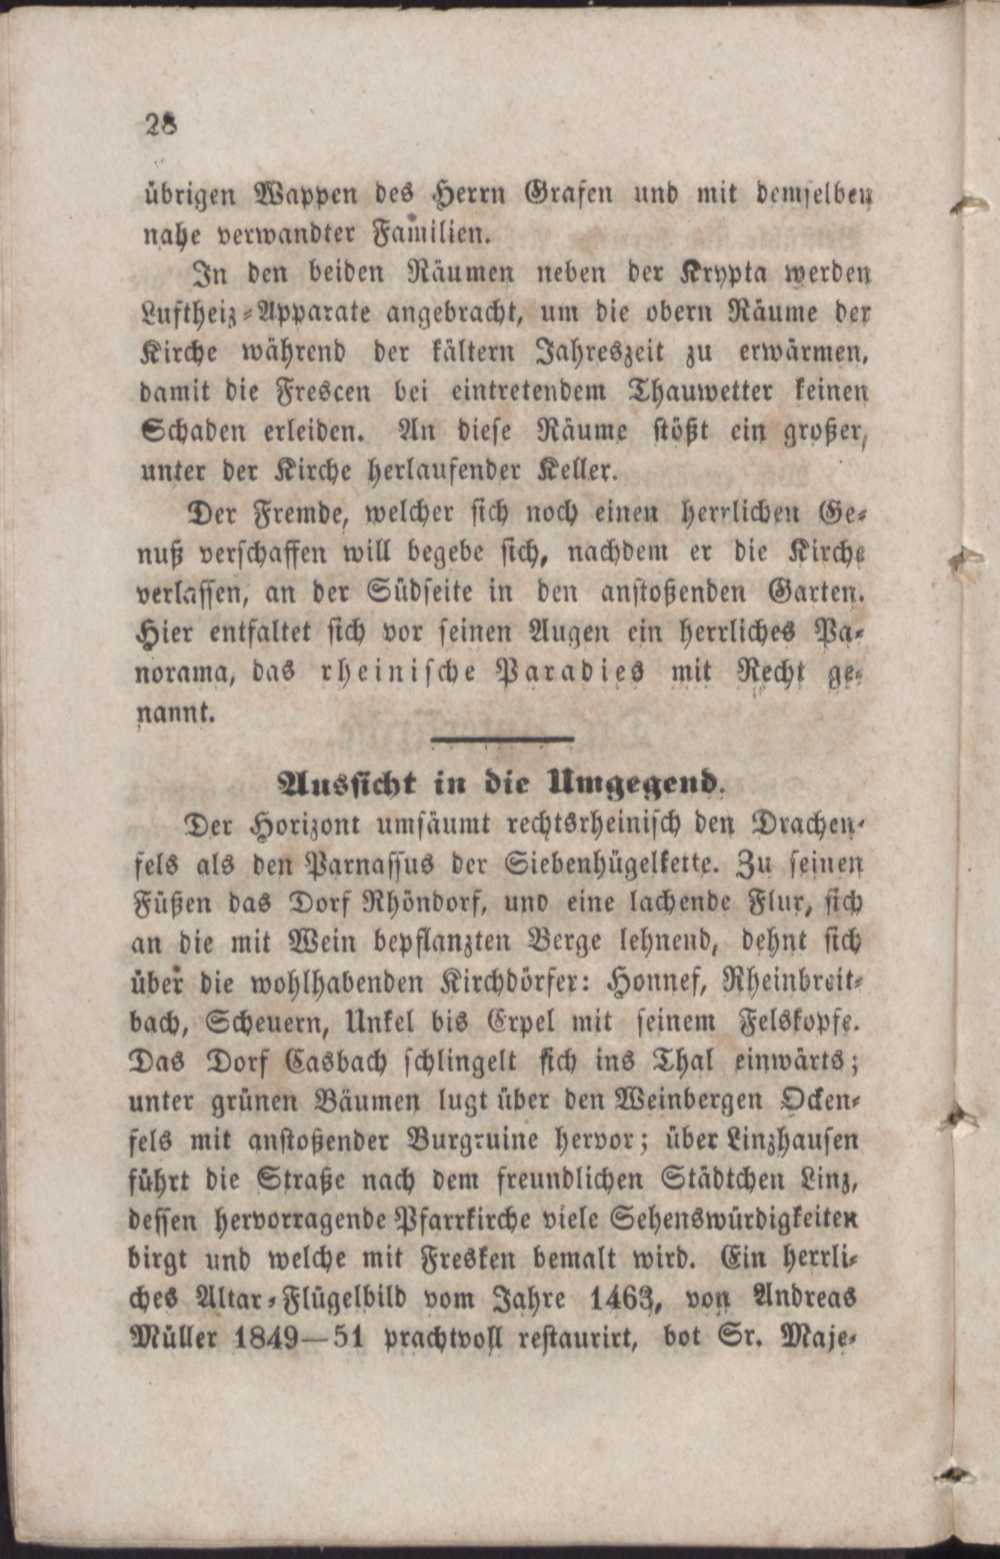 28
übrigen Wappen des Herrn Grafen und mit demselben
nahe verwandter Familien.
In den beiden Räumen neben der Krypta werden
Luftheiz-Apparate angebracht, um die obern Räume der
Kirche während der kältern Jahreszeit zu erwärmen,
damit die Frescen bei eintretendem Thauwetter keinen
Schaden erleiden. An diese Räume stößt ein großer,
unter der Kirche herlaufender Keller.
Der Fremde, welcher sich noch einen herrlichen Ge-
nuß verschaffen will begebe sich, nachdem er die Kirche
verlassen, an der Südseite in den anstoßenden Garten.
Hier entfaltet sich vor seinen Augen ein herrliches Pa-
norama, das rheinische Paradies mit Recht ge-
nannt.
Aussicht in die Umgegend.
Der Horizont umsäumt rechtsrheinisch den Drachen-
fels als den Parnassus der Siebenhügelkette. Zu seinen
Füßen das Dorf Rhöndorf, und eine lachende Flur, sich
an die mit Wein bepflanzten Berge lehnend, dehnt sich
über die wohlhabenden Kirchdörfer: Honnef, Rheinbreit-
bach, Scheuern, Unkel bis Erpel mit seinem Felskopfe.
Das Dorf Casbach schlingelt sich ins Thal einwärts;
unter grünen Bäumen lugt über den Weinbergen Ocken-
fels mit anstoßender Burgruine hervor; über Linzhausen
führt die Straße nach dem freundlichen Städtchen Linz,
dessen hervorragende Pfarrkirche viele Sehenswürdigkeiten
birgt und welche mit Fresken bemalt wird. Ein herrli-
ches Altar-Flügelbild vom Jahre 1463, von Andreas
Müller 1849—51 prachtvoll restaurirt, bot Sr. Maje-